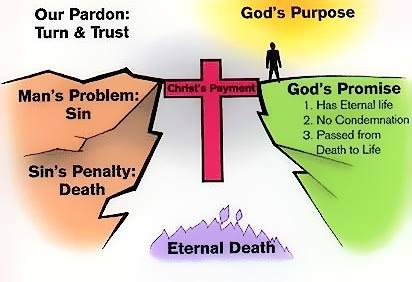 Our Pardon:
Turn & Trust
God's Purpose
Man's Problem:
Sin
Sin's Penalty:
Death
Christ's Payment
God's Promise
1. Has Eternal life
2. No Condemnation
3. Passed from
Death to Life
Eternal Death